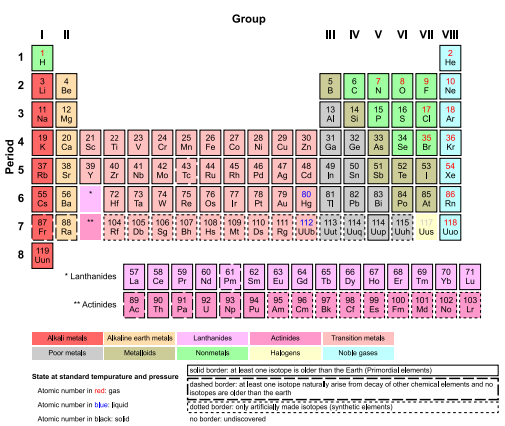 Group
I II III IV V VI VII VIII
1 1 2
H He
2 3 4 5 6 7 8 9 10
Li Be B C N O F Ne
3 11 12 13 14 15 16 17 18
Na Mg Al Si P S Cl Ar
4 19 20 21 22 23 24 25 26 27 28 29 30 31 32 33 34 35 36
K Ca Sc Ti V Cr Mn Fe Co Ni Cu Zn Ga Ge As Se Br Kr
Period
5 37 38 39 40 41 42 43 44 45 46 47 48 49 50 51 52 53 54
Rb Sr Y Zr Nb Mo Tc Ru Rh Pd Ag Cd In Sn Sb Te I Xe
6 55 56 * 72 73 74 75 76 77 78 79 80 81 82 83 84 85 86
Cs Ba Hf Ta W Re Os Ir Pt Au Hg Tl Pb Bi Po At Rn
7 87 88 ** 104 105 106 107 108 109 110 111 112 113 114 114 115 117 118
Fr Ra Rf Db Sg Bh Hs Mt Ds Rg UUb Uut Uuq Uup Uuh Uus Uuo
8 119
Uun
* Lanthanides 57 58 59 60 61 62 63 64 65 66 67 68 69 70 71
La Ce Pr Nd Pm Sm Eu Gd Tb Dy Ho Er Tm Yb Lu
** Actinides 89 90 91 92 93 94 95 96 97 98 99 100 101 102 103
Ac Th Pa U Np Pu Am Cm Bk Cf Es Fm Md No Lr
Alkali metals Alkaline earth metals Lanthanides Actinides Transition metals
Poor metals Metalloids Nonmetals Halogens Noble gases
State at standard tempurature and pressure
Atomic number in red: gas
Atomic number in blue: liquid
Atomic number in black: solid
solid border: at least one isotope is older than the Earth (Primordial elements)
dashed border: at least one isotope naturally arise from decay of other chemical elements and no
isotopes are older than the earth
dotted border: only artificially made isotopes (synthetic elements)
no border: undiscovered